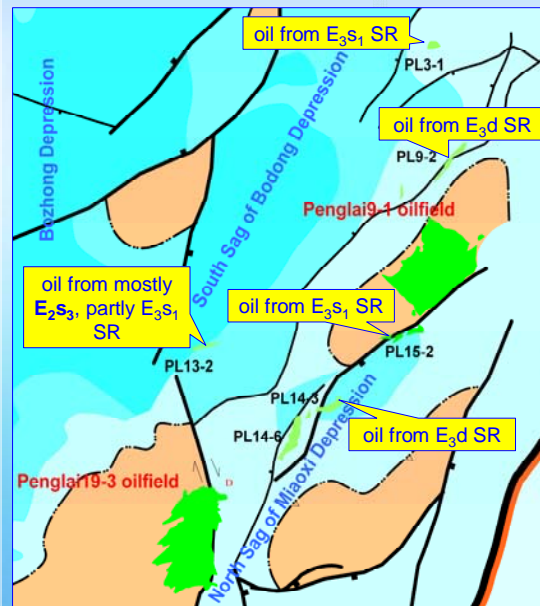 oil from E₃s₁ SR
PL3-1
oil from E₃d SR
PL9-2
Bozhong Depression
South Sag of Bodong Depression
Penglai9-1 oilfield
oil from mostly
E₂s₃, partly E₃s₁
SR
PL13-2
oil from E₃s₁ SR
PL15-2
PL14-3
PL14-6
oil from E₃d SR
Penglai19-3 oilfield
D
North Sag of Miaoxi Depression